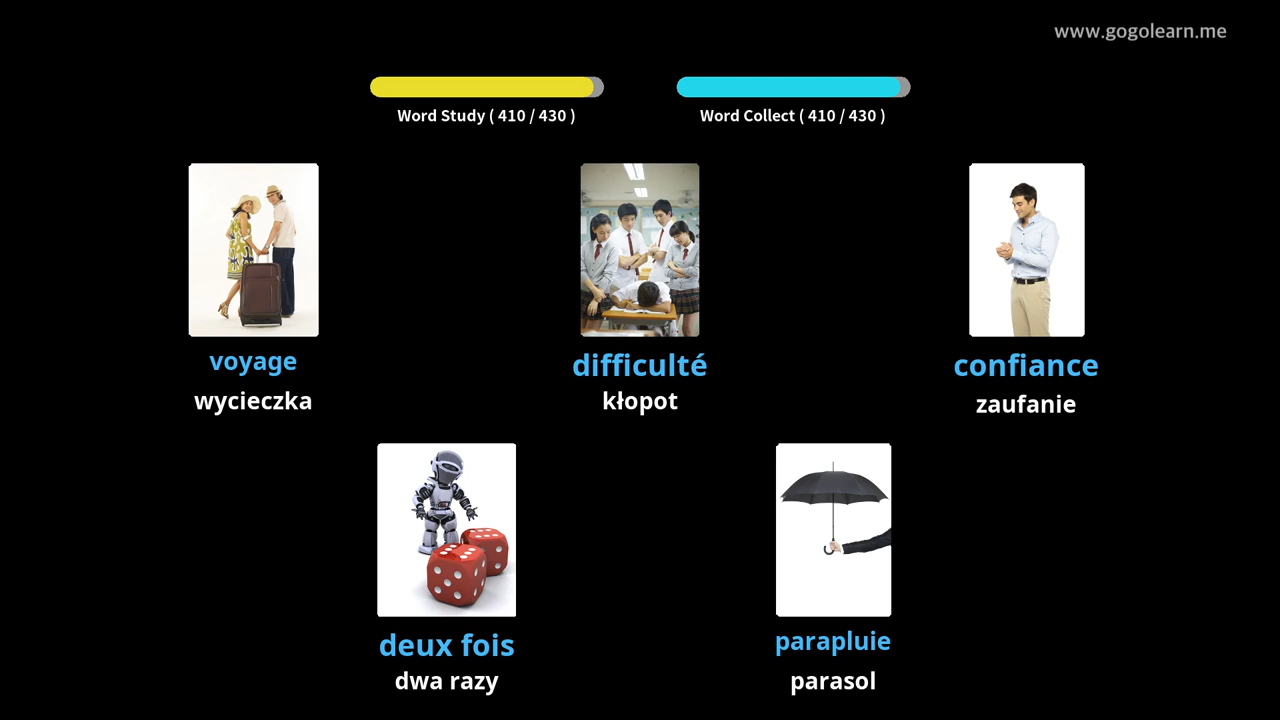 www.gogolearn.me
Word Study ( 410 / 430 )
Word Collect ( 410 / 430 )
voyage
wycieczka
difficulté
kłopot
confiance
zaufanie
deux fois
dwa razy
parapluie
parasol